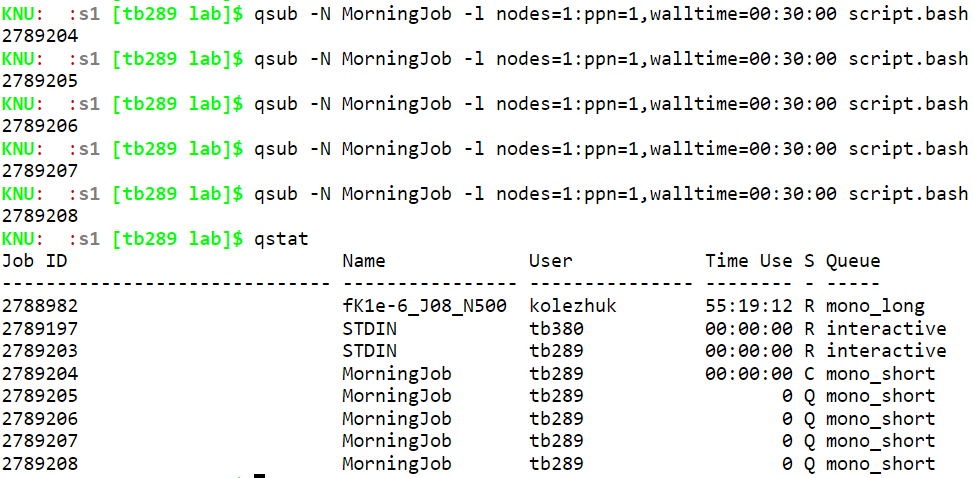 KNU:  :s1 [tb289 lab]$ qsub -N MorningJob -l nodes=1:ppn=1,walltime=00:30:00 script.bash
2789204
KNU:  :s1 [tb289 lab]$ qsub -N MorningJob -l nodes=1:ppn=1,walltime=00:30:00 script.bash
2789205
KNU:  :s1 [tb289 lab]$ qsub -N MorningJob -l nodes=1:ppn=1,walltime=00:30:00 script.bash
2789206
KNU:  :s1 [tb289 lab]$ qsub -N MorningJob -l nodes=1:ppn=1,walltime=00:30:00 script.bash
2789207
KNU:  :s1 [tb289 lab]$ qsub -N MorningJob -l nodes=1:ppn=1,walltime=00:30:00 script.bash
2789208
KNU:  :s1 [tb289 lab]$ qstat
Job ID                       Name             User            Time Use S Queue
------------------------------ ---------------- --------------- -------- - -----
2788982                      fK1e-6_J08_N500  kolezhuk        55:19:12 R mono_long
2789197                      STDIN            tb380           00:00:00 R interactive
2789203                      STDIN            tb289           00:00:00 R interactive
2789204                      MorningJob       tb289           00:00:00 C mono_short
2789205                      MorningJob       tb289                  0 Q mono_short
2789206                      MorningJob       tb289                  0 Q mono_short
2789207                      MorningJob       tb289                  0 Q mono_short
2789208                      MorningJob       tb289                  0 Q mono_short